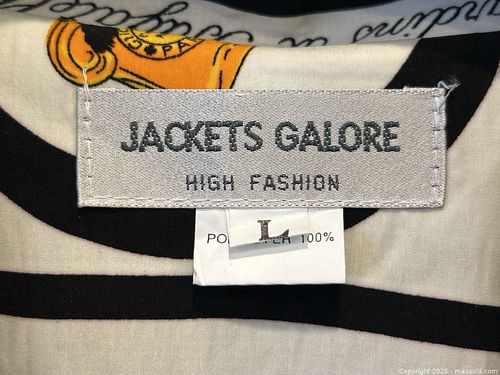 JACKETS GALORE
HIGH FASHION
L
100%
Copyright 2025 - maxsold.com